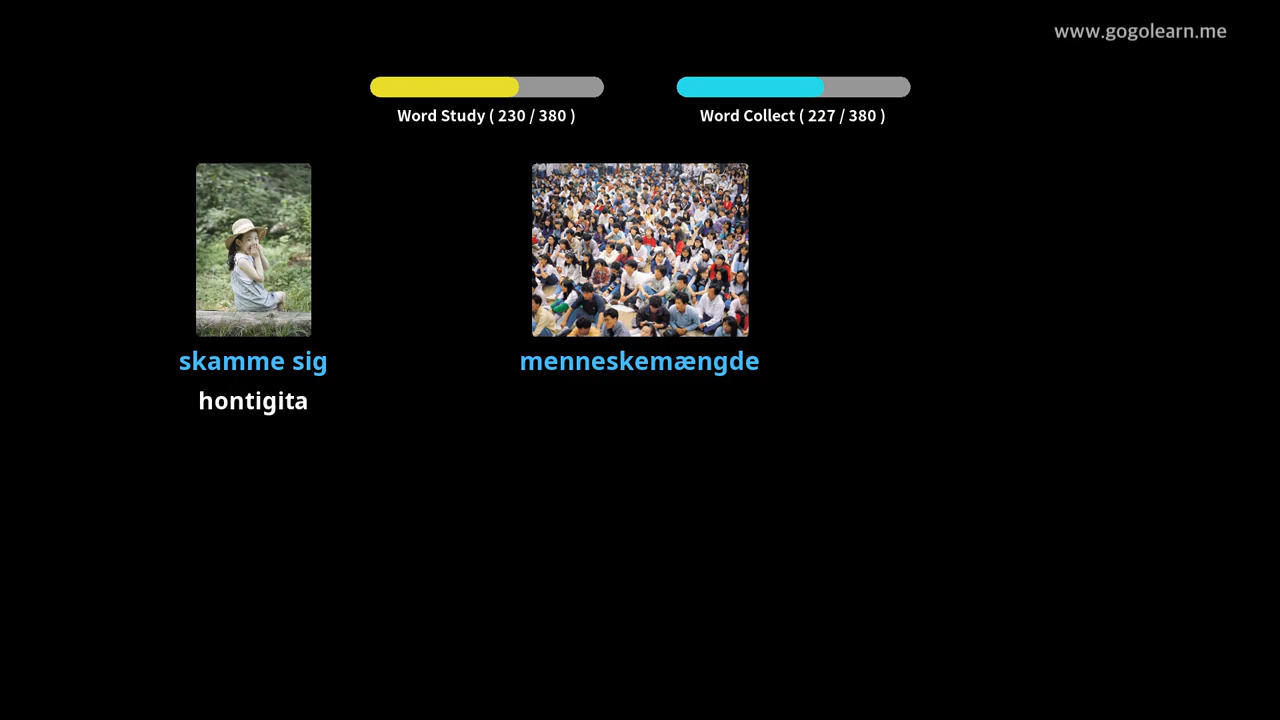 www.gogolearn.me
Word Study ( 230 / 380 )
Word Collect ( 227 / 380 )
skamme sig
menneskemængde
hontigita